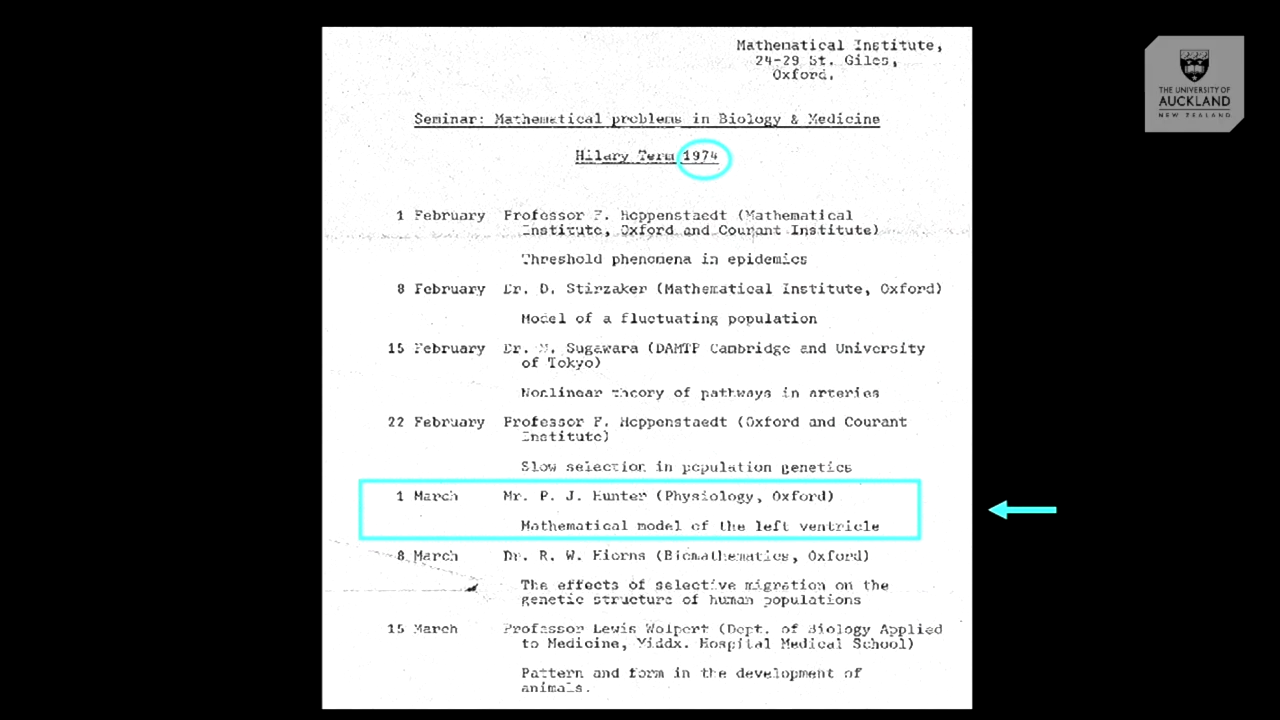 Mathematical Institute,
24-29 St. Giles,
Oxford.
Seminar: Mathematical problems in Biology & Medicine
Hilary Term 1974
1 February Professor F. Hoppenstaedt (Mathematical
Institute, Oxford and Courant Institute)
Threshold phenomena in epidemics
8 February Dr. D. Stirzaker (Mathematical Institute, Oxford)
Model of a fluctuating population
15 February Dr. M. Sugawara (DAMTP Cambridge and University
of Tokyo)
Nonlinear theory of pathways in arteries
22 February Professor F. Hoppenstaedt (Oxford and Courant
Institute)
Slow selection in population genetics
1 March Mr. P. J. Hunter (Physiology, Oxford)
Mathematical model of the left ventricle
8 March Dr. R. W. Hiorns (Biomathematics, Oxford)
The effects of selective migration on the
genetic structure of human populations
15 March Professor Lewis Wolpert (Dept. of Biology Applied
to Medicine, Middx. Hospital Medical School)
Pattern and form in the development of
animals.
THE UNIVERSITY OF
AUCKLAND
NEW ZEALAND